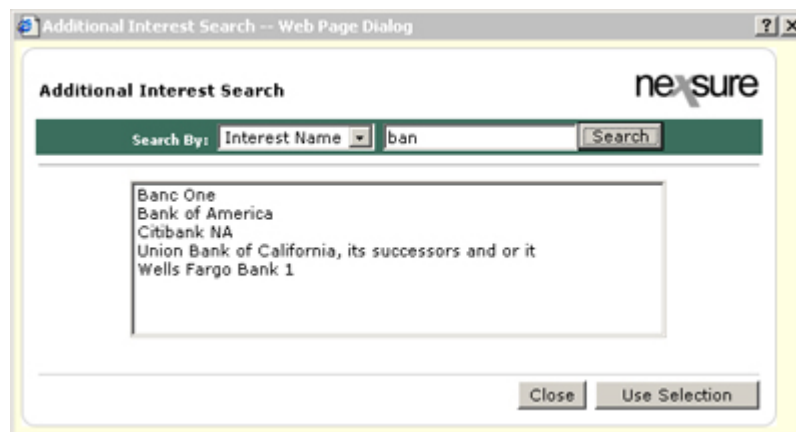 Additional Interest Search -- Web Page Dialog
Additional Interest Search
nexsure
Search By: Interest Name ban Search
Banc One
Bank of America
Citibank NA
Union Bank of California, its successors and or it
Wells Fargo Bank 1
Close Use Selection